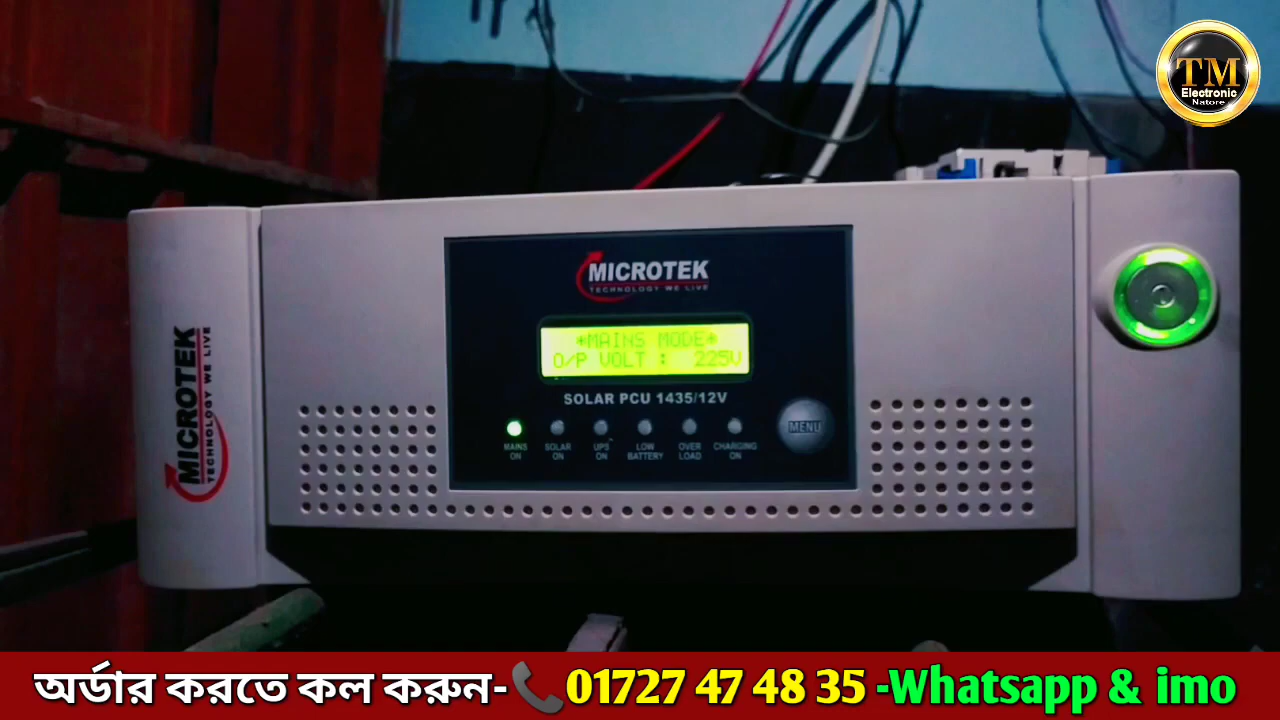 TM
Electronic
Natore
MICROTEK
TECHNOLOGY WE LIVE
MICROTEK
TECHNOLOGY WE LIVE
*MAINS MODE*
O/P VOLT : 225V
SOLAR PCU 1435/12V
MENU
MAINS ON
SOLAR ON
UPS ON
LOW BATTERY
OVER LOAD
CHARGING ON
অর্ডার করতে কল করুন-📞01727 47 48 35 -Whatsapp & imo